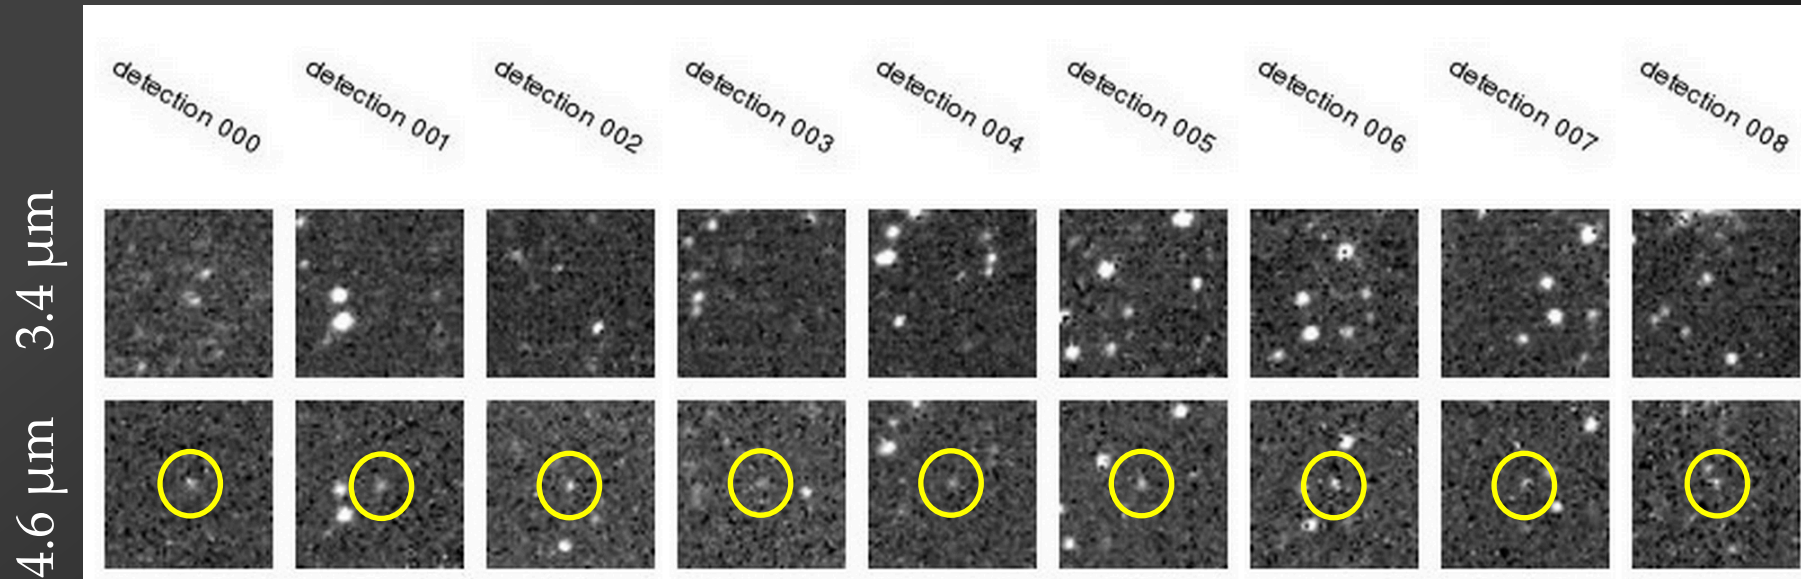 detection 000
detection 001
detection 002
detection 003
detection 004
detection 005
detection 006
detection 007
detection 008
3.4 μm
4.6 μm